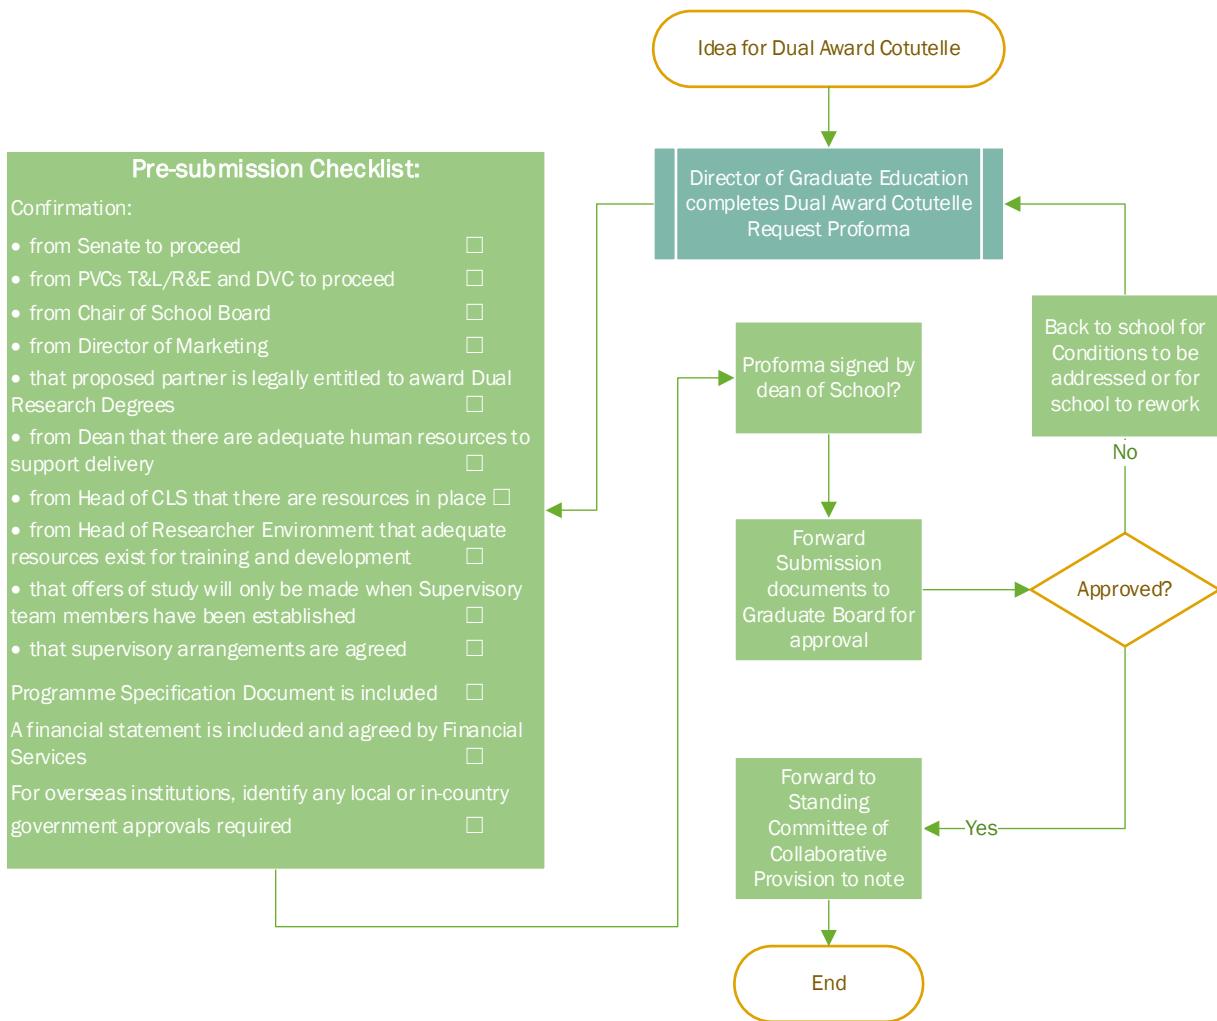 Idea for Dual Award Cotutelle
Director of Graduate Education
completes Dual Award Cotutelle
Request Proforma
Pre-submission Checklist:
Confirmation:
• from Senate to proceed ☐
• from PVCs T&L/R&E and DVC to proceed ☐
• from Chair of School Board ☐
• from Director of Marketing ☐
• that proposed partner is legally entitled to award Dual
Research Degrees ☐
• from Dean that there are adequate human resources to
support delivery ☐
• from Head of CLS that there are resources in place ☐
• from Head of Researcher Environment that adequate
resources exist for training and development ☐
• that offers of study will only be made when Supervisory
team members have been established ☐
• that supervisory arrangements are agreed ☐
Programme Specification Document is included ☐
A financial statement is included and agreed by Financial
Services ☐
For overseas institutions, identify any local or in-country
government approvals required ☐
Proforma signed by
dean of School?
Forward
Submission
documents to
Graduate Board for
approval
Approved?
No
Back to school for
Conditions to be
addressed or for
school to rework
Yes
Forward to
Standing
Committee of
Collaborative
Provision to note
End